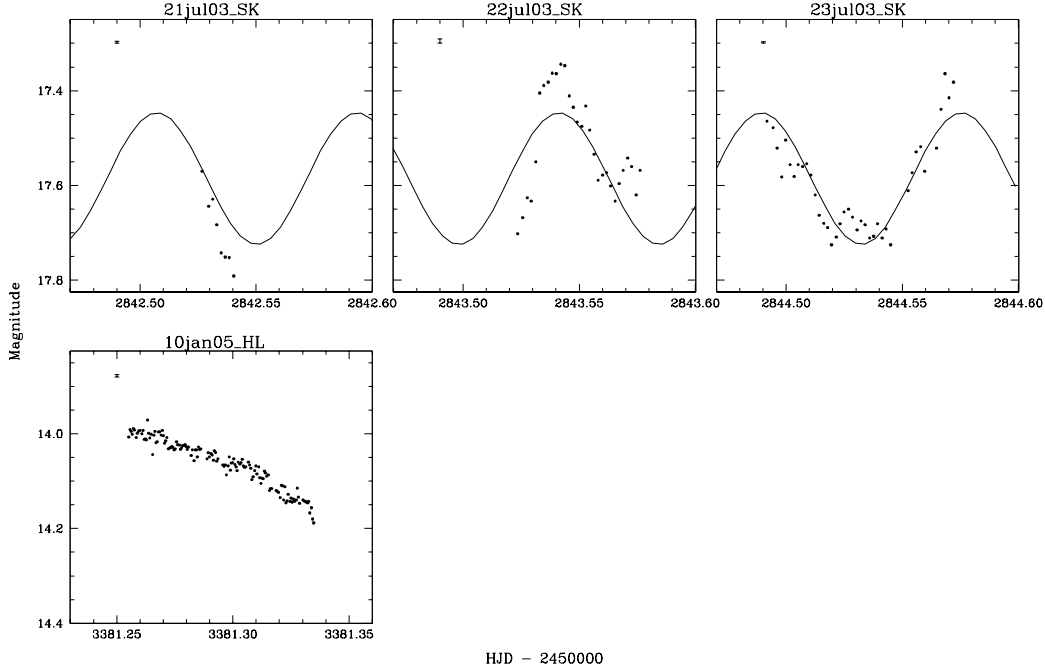 21jul03_SK 22jul03_SK 23jul03_SK
17.4
17.6
17.8
2842.50 2842.55 2842.60 2843.50 2843.55 2843.60 2844.50 2844.55 2844.60
Magnitude
10jan05_HL
14.0
14.2
14.4
3381.25 3381.30 3381.35
HJD − 2450000